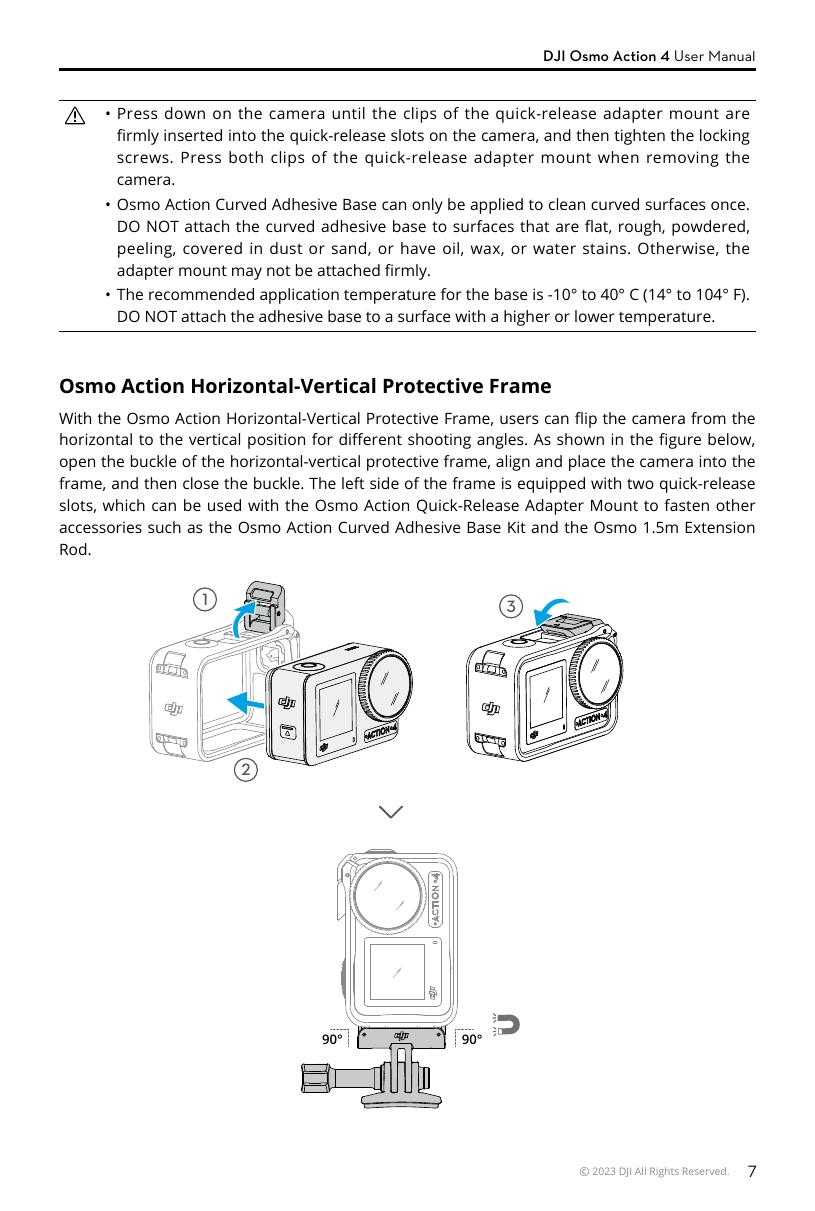 DJI Osmo Action 4 User Manual
• Press down on the camera until the clips of the quick-release adapter mount are
firmly inserted into the quick-release slots on the camera, and then tighten the locking
screws. Press both clips of the quick-release adapter mount when removing the
camera.
• Osmo Action Curved Adhesive Base can only be applied to clean curved surfaces once.
DO NOT attach the curved adhesive base to surfaces that are flat, rough, powdered,
peeling, covered in dust or sand, or have oil, wax, or water stains. Otherwise, the
adapter mount may not be attached firmly.
• The recommended application temperature for the base is -10° to 40° C (14° to 104° F).
DO NOT attach the adhesive base to a surface with a higher or lower temperature.
Osmo Action Horizontal-Vertical Protective Frame
With the Osmo Action Horizontal-Vertical Protective Frame, users can flip the camera from the
horizontal to the vertical position for different shooting angles. As shown in the figure below,
open the buckle of the horizontal-vertical protective frame, align and place the camera into the
frame, and then close the buckle. The left side of the frame is equipped with two quick-release
slots, which can be used with the Osmo Action Quick-Release Adapter Mount to fasten other
accessories such as the Osmo Action Curved Adhesive Base Kit and the Osmo 1.5m Extension
Rod.
1
3
dji
dji
dji
ACTION 4
dji
dji
ACTION 4
2
ACTION 4
dji
90°
dji
90°
© 2023 DJI All Rights Reserved. 7